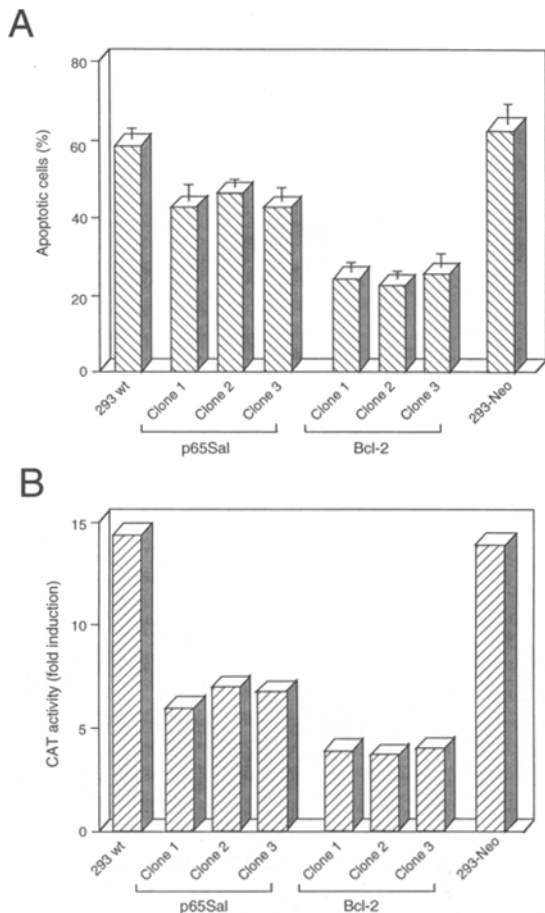 A
80
60
40
20
0
Apoptotic cells (%)
293 wt
Clone 1
Clone 2
Clone 3
Clone 1
Clone 2
Clone 3
293-Neo
p65Sal
Bcl-2
B
15
10
5
0
CAT activity (fold induction)
293 wt
Clone 1
Clone 2
Clone 3
Clone 1
Clone 2
Clone 3
293-Neo
p65Sal
Bcl-2